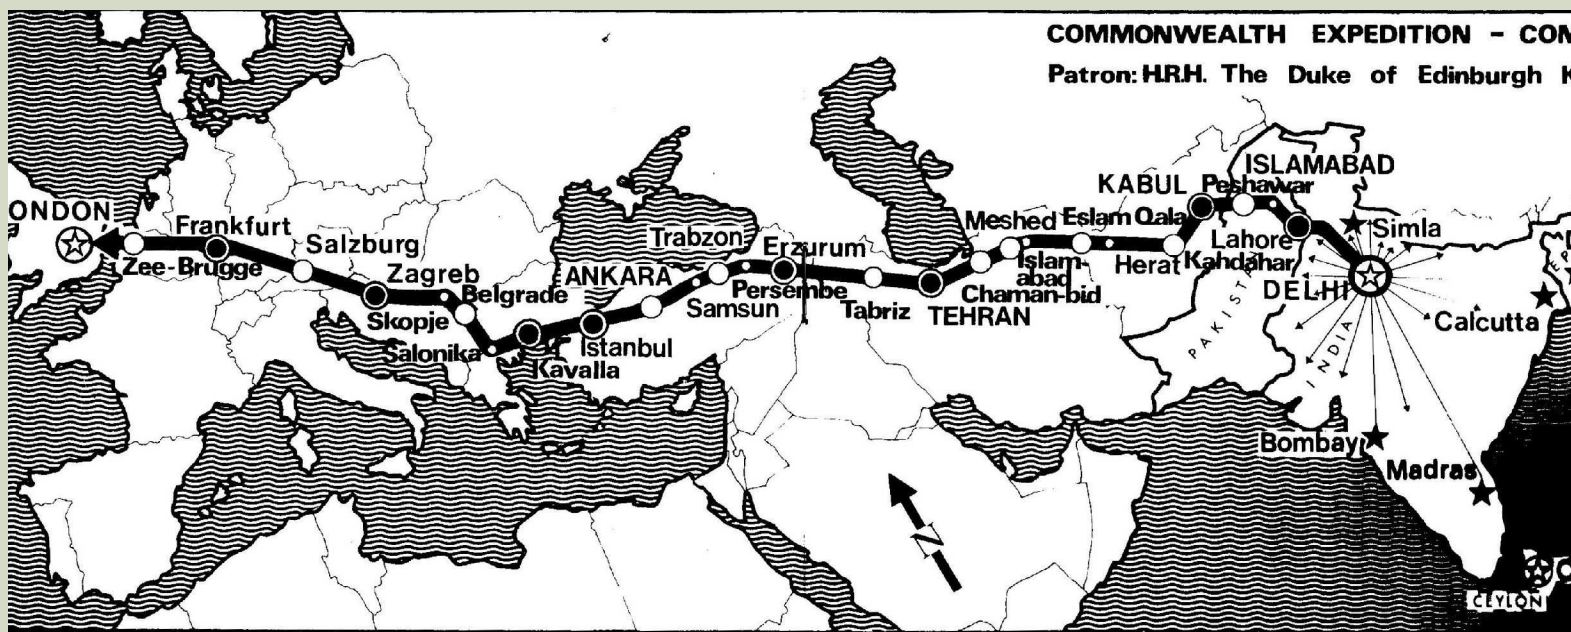 COMMONWEALTH EXPEDITION - COM
Patron: H.R.H. The Duke of Edinburgh K
ONDON
Zee-Brugge
Frankfurt
Salzburg
Zagreb
Belgrade
Skopje
Salonika
Kavalla
Istanbul
ANKARA
Samsun
Trabzon
Persembe
Erzurum
Tabriz
TEHRAN
Chaman-bid
Meshed
Islam-
abad
Eslam Qala
Herat
Kahdahar
KABUL
Peshawar
ISLAMABAD
Lahore
Simla
DELHI
PAKISTAN
INDIA
Calcutta
Bombay
Madras
CEYLON
N